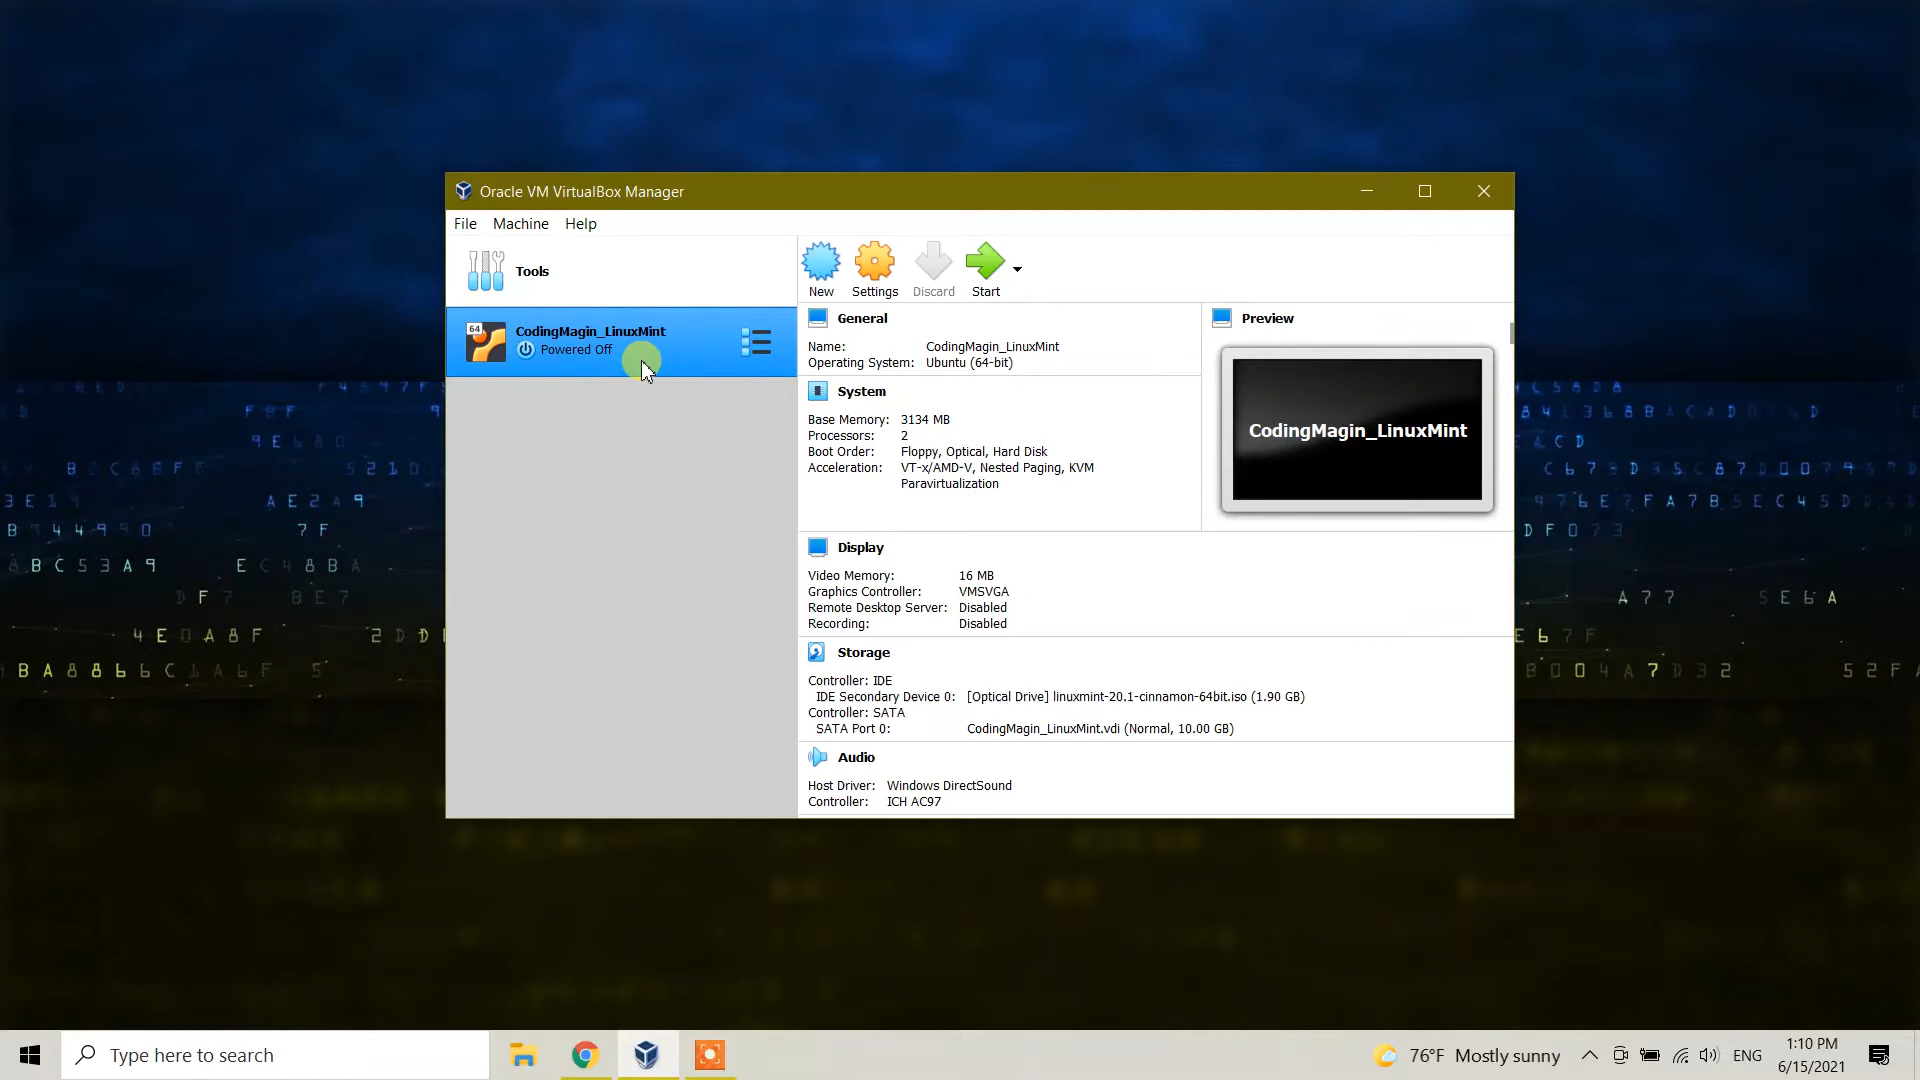 Oracle VM VirtualBox Manager
File Machine Help
Tools
New Settings Discard Start
64
CodingMagin_LinuxMint
Powered Off
General
Name: CodingMagin_LinuxMint
Operating System: Ubuntu (64-bit)
System
Base Memory: 3134 MB
Processors: 2
Boot Order: Floppy, Optical, Hard Disk
Acceleration: VT-x/AMD-V, Nested Paging, KVM
Paravirtualization
Preview
CodingMagin_LinuxMint
Display
Video Memory: 16 MB
Graphics Controller: VMSVGA
Remote Desktop Server: Disabled
Recording: Disabled
Storage
Controller: IDE
IDE Secondary Device 0: [Optical Drive] linuxmint-20.1-cinnamon-64bit.iso (1.90 GB)
Controller: SATA
SATA Port 0: CodingMagin_LinuxMint.vdi (Normal, 10.00 GB)
Audio
Host Driver: Windows DirectSound
Controller: ICH AC97
Type here to search
76°F Mostly sunny
ENG
1:10 PM
6/15/2021